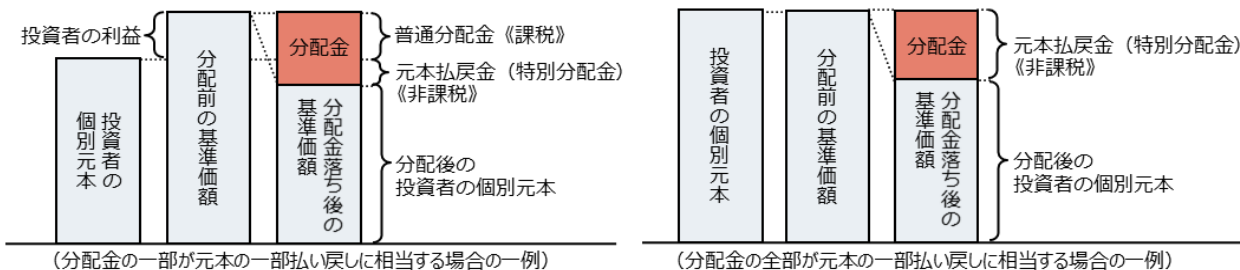 投資者の利益
投資者の
個別元本
分配前の基準価額
分配金
分配金落ち後の
基準価額
普通分配金《課税》
元本払戻金（特別分配金）
《非課税》
分配後の
投資者の個別元本
（分配金の一部が元本の一部払い戻しに相当する場合の一例）
投資者の個別元本
分配前の基準価額
分配金
分配金落ち後の
基準価額
元本払戻金（特別分配金）
《非課税》
分配後の
投資者の個別元本
（分配金の全部が元本の一部払い戻しに相当する場合の一例）